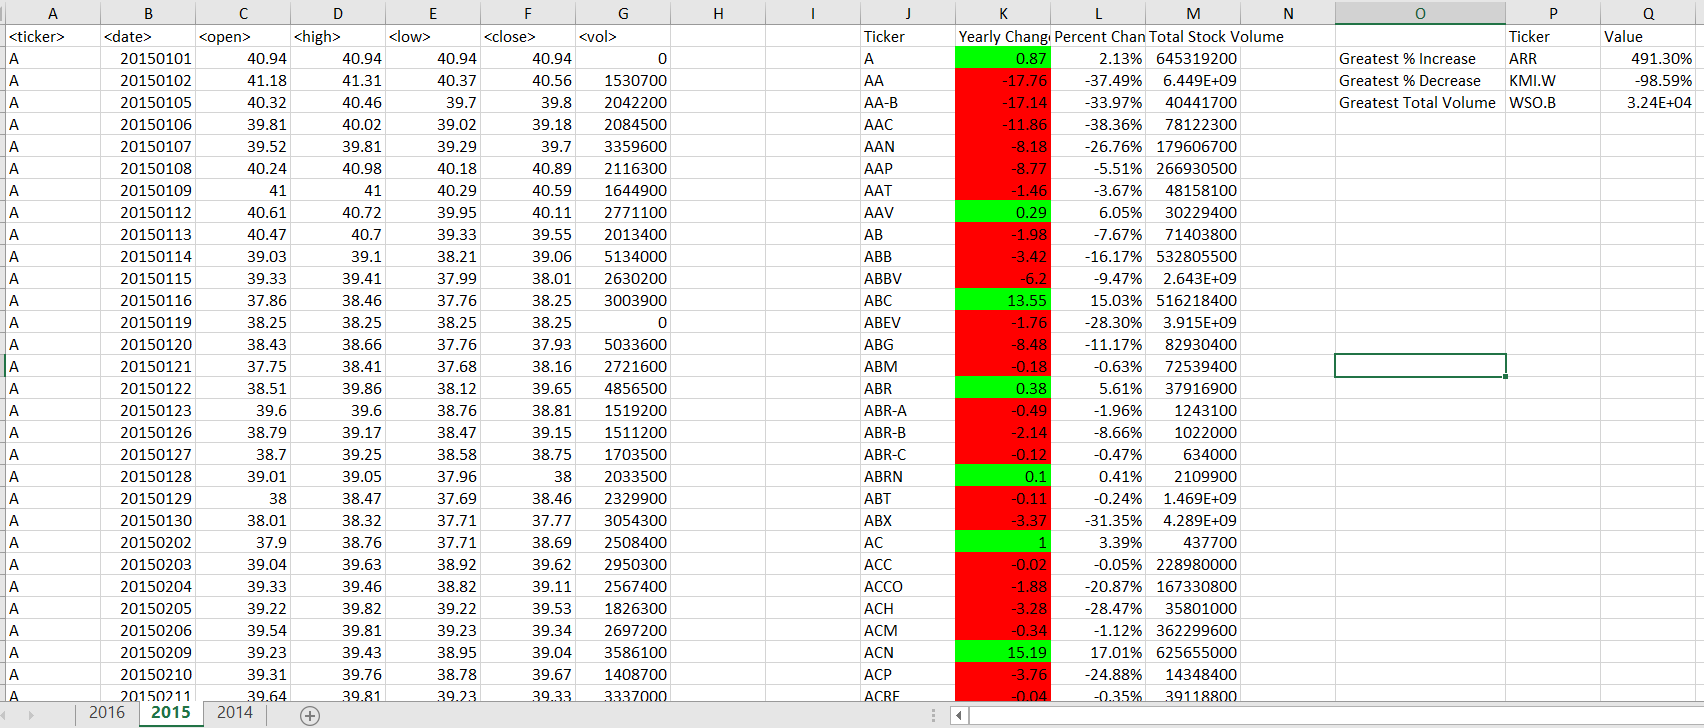 A B C D E F G H I J K L M N O P Q
<ticker> <date> <open> <high> <low> <close> <vol> Ticker Yearly Chang Percent Chan Total Stock Volume Ticker Value
A 20150101 40.94 40.94 40.94 40.94 0 A 0.87 2.13% 645319200 Greatest % Increase ARR 491.30%
A 20150102 41.18 41.31 40.37 40.56 1530700 AA -17.76 -37.49% 6.449E+09 Greatest % Decrease KMI.W -98.59%
A 20150105 40.32 40.46 39.7 39.8 2042200 AA-B -17.14 -33.97% 40441700 Greatest Total Volume WSO.B 3.24E+04
A 20150106 39.81 40.02 39.02 39.18 2084500 AAC -11.86 -38.36% 78122300
A 20150107 39.52 39.81 39.29 39.7 3359600 AAN -8.18 -26.76% 179606700
A 20150108 40.24 40.98 40.18 40.89 2116300 AAP -8.77 -5.51% 266930500
A 20150109 41 41 40.29 40.59 1644900 AAT -1.46 -3.67% 48158100
A 20150112 40.61 40.72 39.95 40.11 2771100 AAV 0.29 6.05% 30229400
A 20150113 40.47 40.7 39.33 39.55 2013400 AB -1.98 -7.67% 71403800
A 20150114 39.03 39.1 38.21 39.06 5134000 ABB -3.42 -16.17% 532805500
A 20150115 39.33 39.41 37.99 38.01 2630200 ABBV -6.2 -9.47% 2.643E+09
A 20150116 37.86 38.46 37.76 38.25 3003900 ABC 13.55 15.03% 516218400
A 20150119 38.25 38.25 38.25 38.25 0 ABEV -1.76 -28.30% 3.915E+09
A 20150120 38.43 38.66 37.76 37.93 5033600 ABG -8.48 -11.17% 82930400
A 20150121 37.75 38.41 37.68 38.16 2721600 ABM -0.18 -0.63% 72539400
A 20150122 38.51 39.86 38.12 39.65 4856500 ABR 0.38 5.61% 37916900
A 20150123 39.6 39.6 38.76 38.81 1519200 ABR-A -0.49 -1.96% 1243100
A 20150126 38.79 39.17 38.47 39.15 1511200 ABR-B -2.14 -8.66% 1022000
A 20150127 38.7 39.25 38.58 38.75 1703500 ABR-C -0.12 -0.47% 634000
A 20150128 39.01 39.05 37.96 38 2033500 ABRN 0.1 0.41% 2109900
A 20150129 38 38.47 37.69 38.46 2329900 ABT -0.11 -0.24% 1.469E+09
A 20150130 38.01 38.32 37.71 37.77 3054300 ABX -3.37 -31.35% 4.289E+09
A 20150202 37.9 38.76 37.71 38.69 2508400 AC 1 3.39% 437700
A 20150203 39.04 39.63 38.92 39.62 2950300 ACC -0.02 -0.05% 228980000
A 20150204 39.33 39.46 38.82 39.11 2567400 ACCO -1.88 -20.87% 167330800
A 20150205 39.22 39.82 39.22 39.53 1826300 ACH -3.28 -28.47% 35801000
A 20150206 39.54 39.81 39.23 39.34 2697200 ACM -0.34 -1.12% 362299600
A 20150209 39.23 39.43 38.95 39.04 3586100 ACN 15.19 17.01% 625655000
A 20150210 39.31 39.76 38.78 39.67 1408700 ACP -3.76 -24.88% 14348400
A 20150211 39.64 39.81 39.23 39.33 3337000 ACRE -0.04 -0.35% 39118800
2016 2015 2014